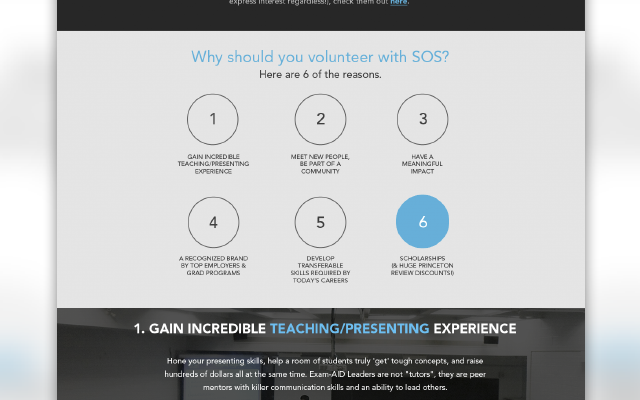 express interest regardless!), check them out here.
Why should you volunteer with SOS?
Here are 6 of the reasons.
1
2
3
GAIN INCREDIBLE
TEACHING/PRESENTING
EXPERIENCE
MEET NEW PEOPLE,
BE PART OF A
COMMUNITY
HAVE A
MEANINGFUL
IMPACT
4
5
6
A RECOGNIZED BRAND
BY TOP EMPLOYERS &
GRAD PROGRAMS
DEVELOP
TRANSFERABLE
SKILLS REQUIRED BY
TODAY'S CAREERS
SCHOLARSHIPS
(& HUGE PRINCETON
REVIEW DISCOUNTS!)
1. GAIN INCREDIBLE TEACHING/PRESENTING EXPERIENCE
Hone your presenting skills, help a room of students truly 'get' tough concepts, and raise
hundreds of dollars all at the same time. Exam-AID Leaders are not "tutors", they are peer
mentors with killer communication skills and an ability to lead others.